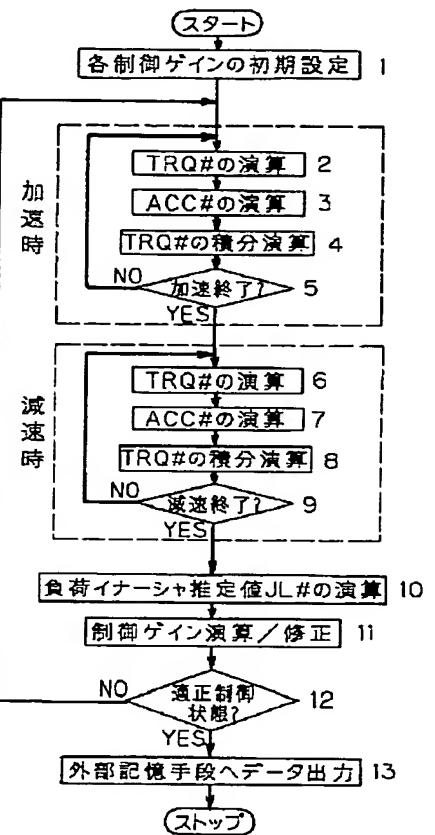 スタート
各制御ゲインの初期設定 1
加速時
TRQ#の演算 2
ACC#の演算 3
TRQ#の積分演算 4
NO
加速終了? 5
YES
減速時
TRQ#の演算 6
ACC#の演算 7
TRQ#の積分演算 8
NO
減速終了? 9
YES
負荷イナーシャ推定値JL#の演算 10
制御ゲイン演算/修正 11
NO
適正制御
状態? 12
YES
外部記憶手段へデータ出力 13
ストップ